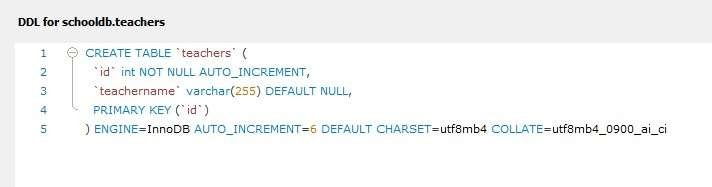 DDL for schooldb.teachers
1 CREATE TABLE `teachers` (
2 `id` int NOT NULL AUTO_INCREMENT,
3 `teachername` varchar(255) DEFAULT NULL,
4 PRIMARY KEY (`id`)
5 ) ENGINE=InnoDB AUTO_INCREMENT=6 DEFAULT CHARSET=utf8mb4 COLLATE=utf8mb4_0900_ai_ci